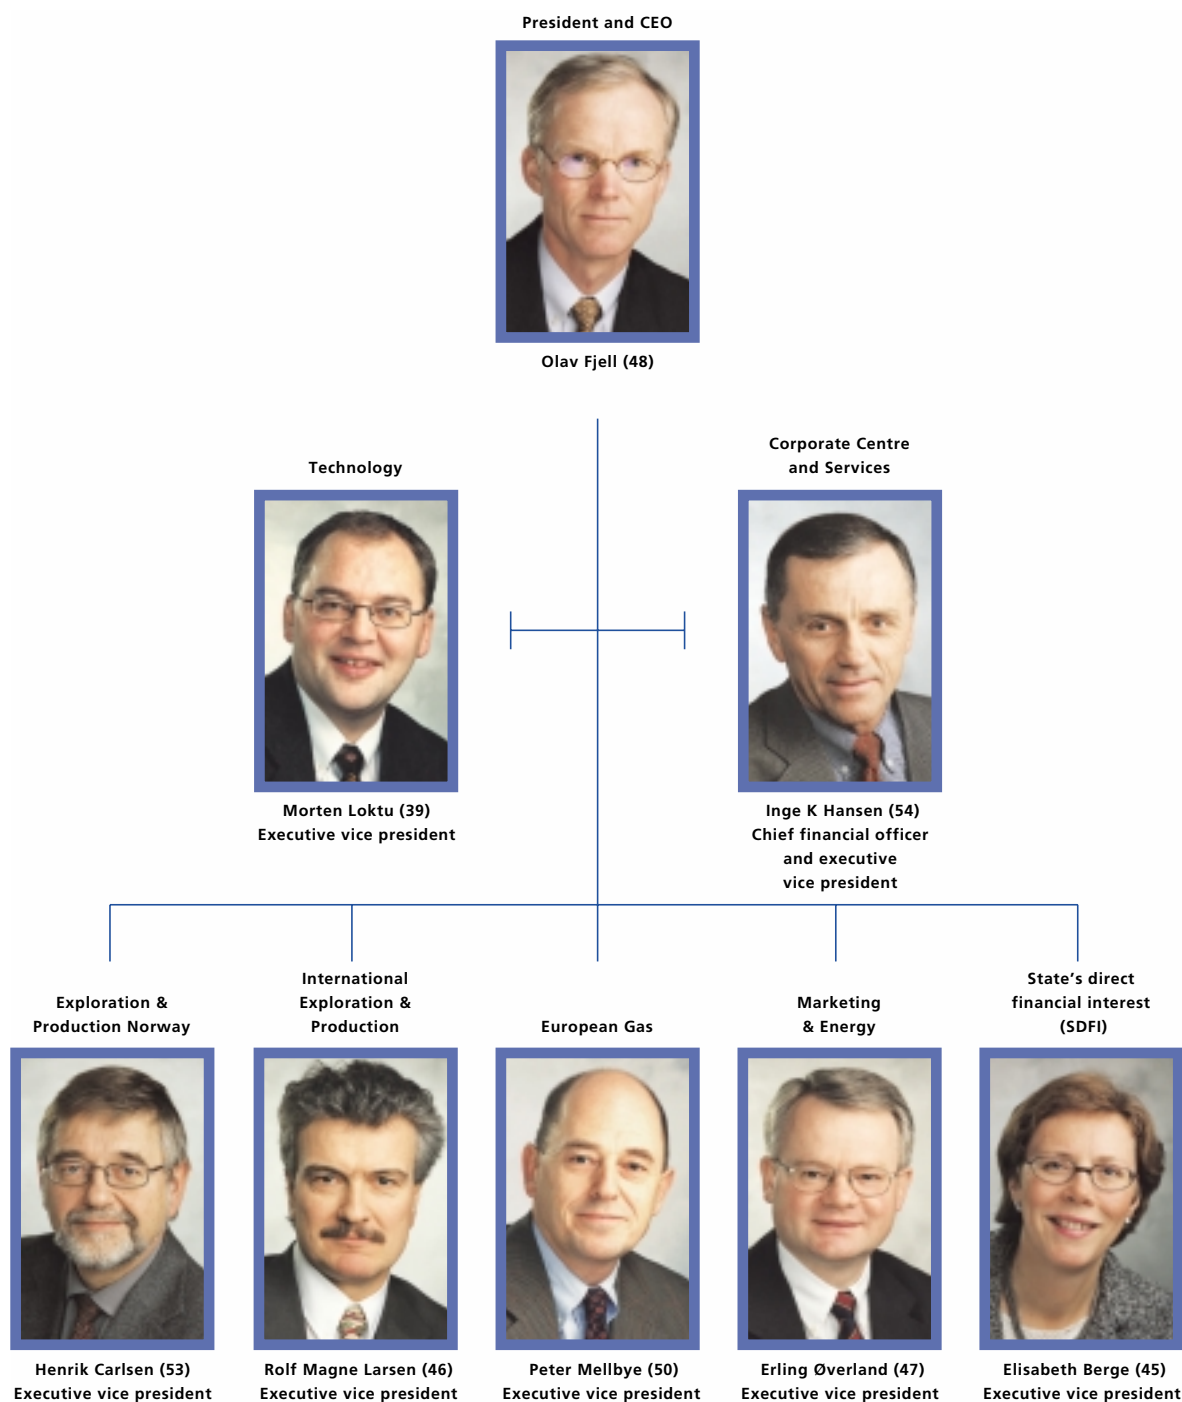 President and CEO
Olav Fjell (48)
Technology
Corporate Centre
and Services
Morten Loktu (39)
Executive vice president
Inge K Hansen (54)
Chief financial officer
and executive
vice president
Exploration &
Production Norway
International
Exploration &
Production
European Gas
Marketing
& Energy
State’s direct
financial interest
(SDFI)
Henrik Carlsen (53)
Executive vice president
Rolf Magne Larsen (46)
Executive vice president
Peter Mellbye (50)
Executive vice president
Erling Øverland (47)
Executive vice president
Elisabeth Berge (45)
Executive vice president